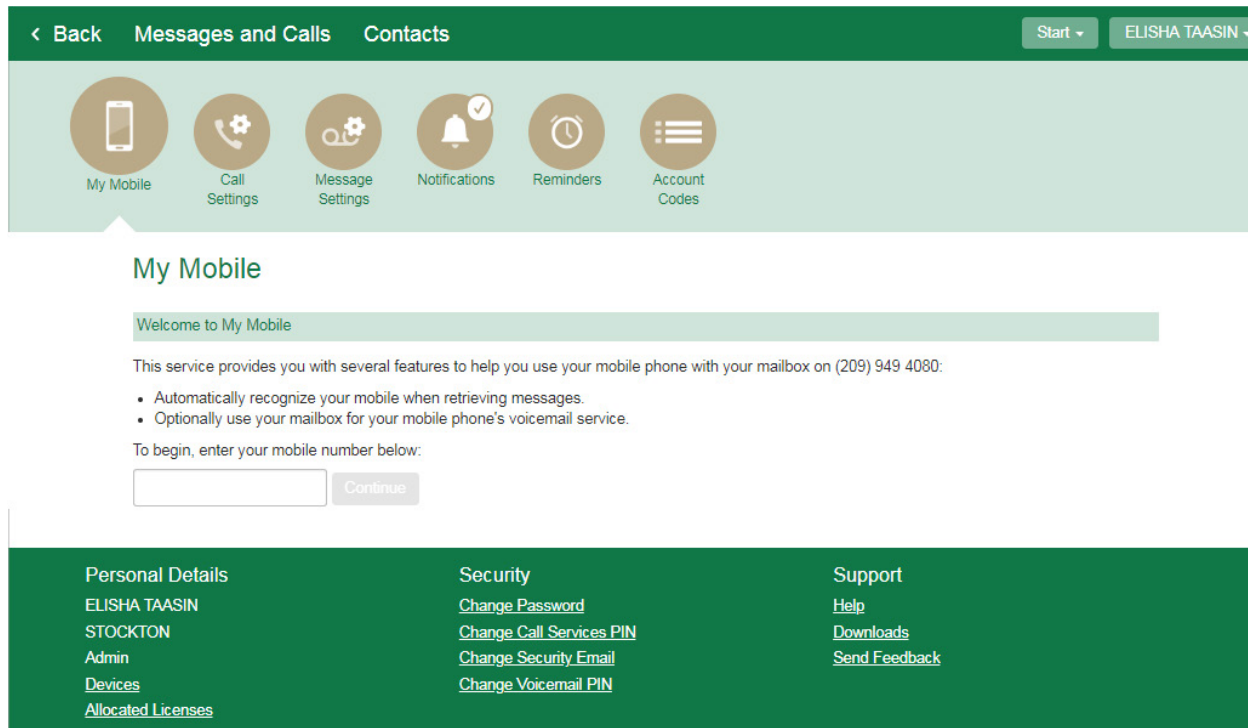 < Back Messages and Calls Contacts Start ELISHA TAASIN
My Mobile
Call
Settings
Message
Settings
Notifications
Reminders
Account
Codes
My Mobile
Welcome to My Mobile
This service provides you with several features to help you use your mobile phone with your mailbox on (209) 949 4080:
• Automatically recognize your mobile when retrieving messages.
• Optionally use your mailbox for your mobile phone's voicemail service.
To begin, enter your mobile number below:
Continue
Personal Details
ELISHA TAASIN
STOCKTON
Admin
Devices
Allocated Licenses
Security
Change Password
Change Call Services PIN
Change Security Email
Change Voicemail PIN
Support
Help
Downloads
Send Feedback